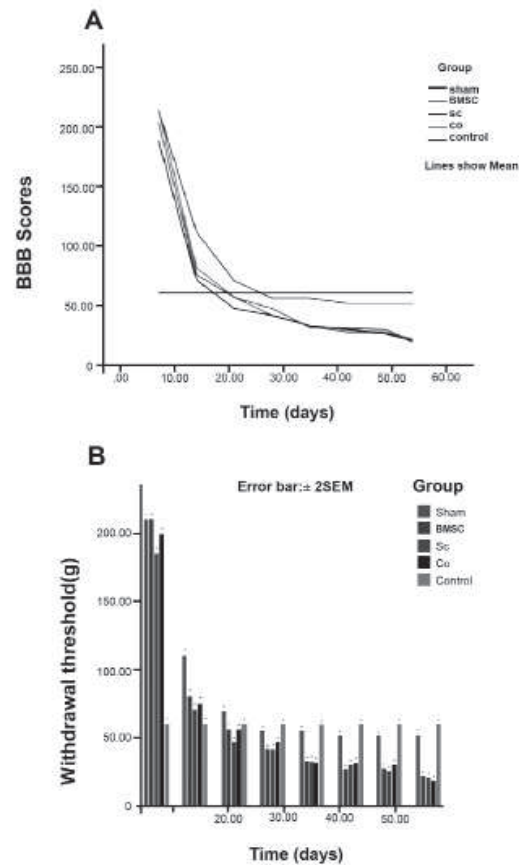 A
Group
sham
BMSC
sc
co
control
Lines show Mean
BBB Scores
250.00
200.00
150.00
100.00
50.00
0
.00 10.00 20.00 30.00 40.00 50.00 60.00
Time (days)
B
Error bar:± 2SEM
Group
Sham
BMSC
Sc
Co
Control
Withdrawal threshold(g)
200.00
150.00
100.00
50.00
0
20.00 30.00 40.00 50.00
Time (days)